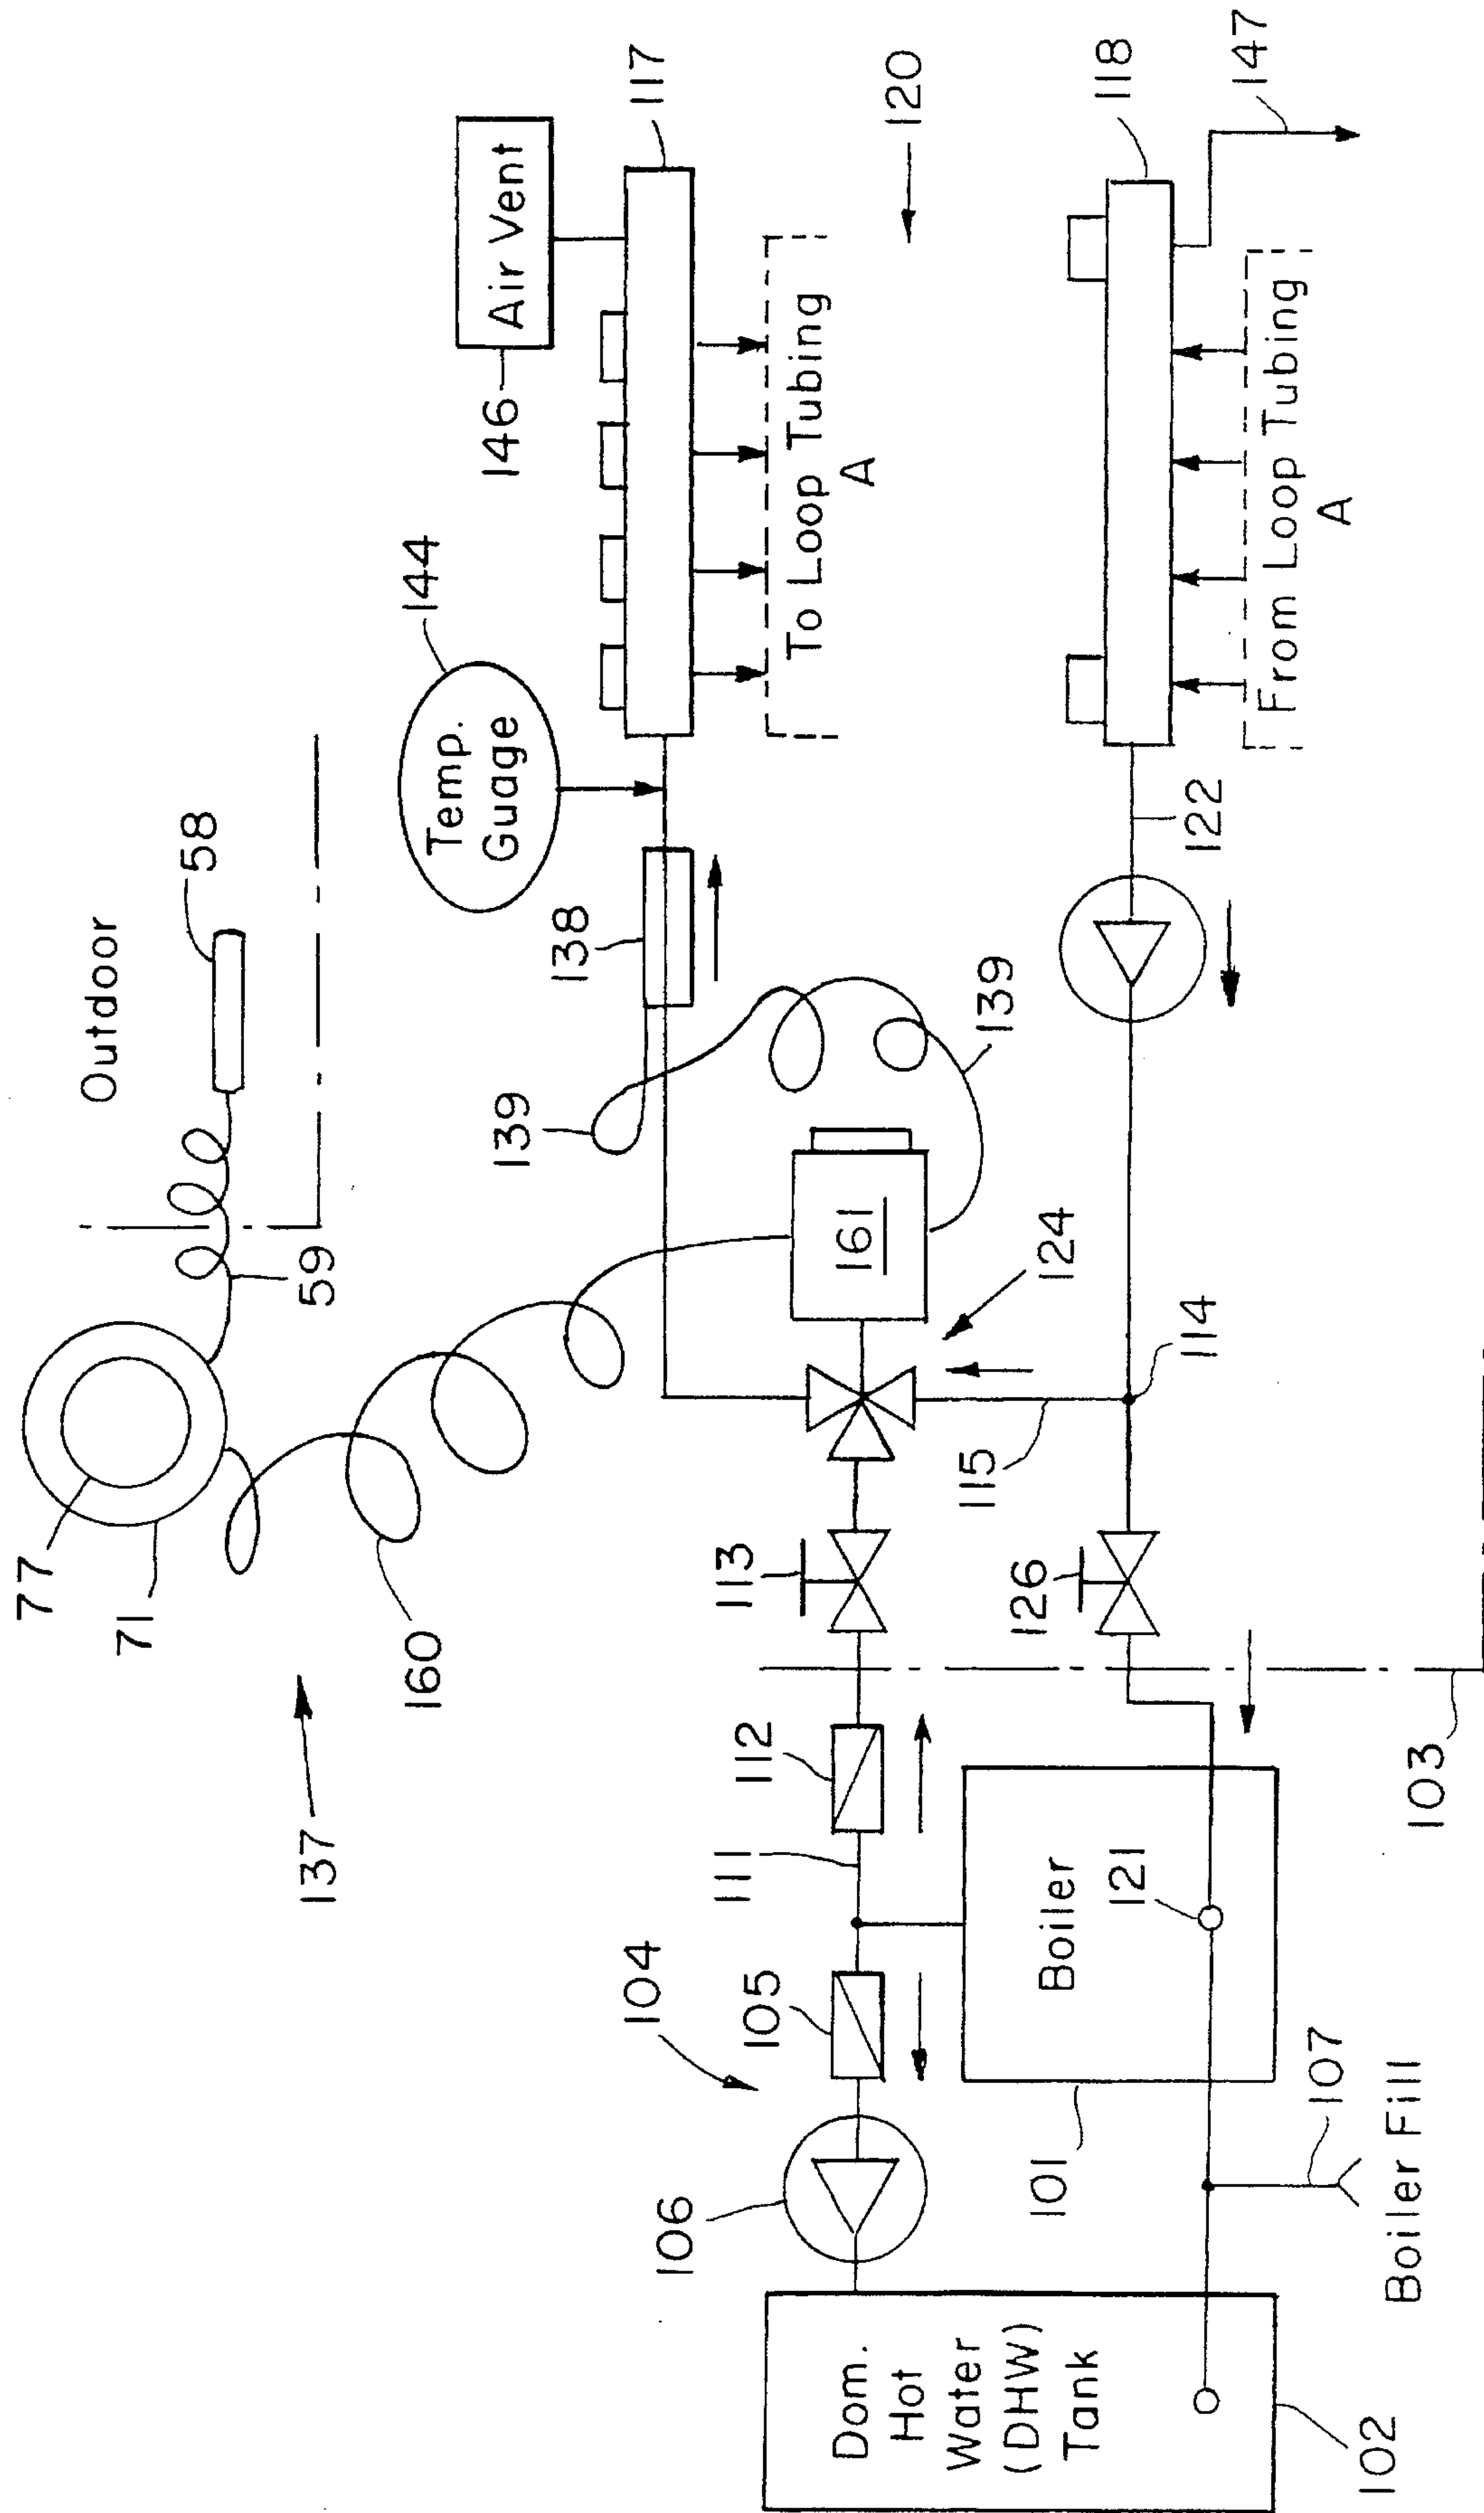 Outdoor
58
59
77
71
160
137
Temp.
Guage
144
138
139
139
161
124
Air Vent
146
117
To Loop Tubing
A
120
118
147
From Loop Tubing
A
122
114
115
113
126
112
111
103
104
105
106
Boiler
121
101
107
Boiler Fill
Dom.
Hot
Water
(DHW)
Tank
102